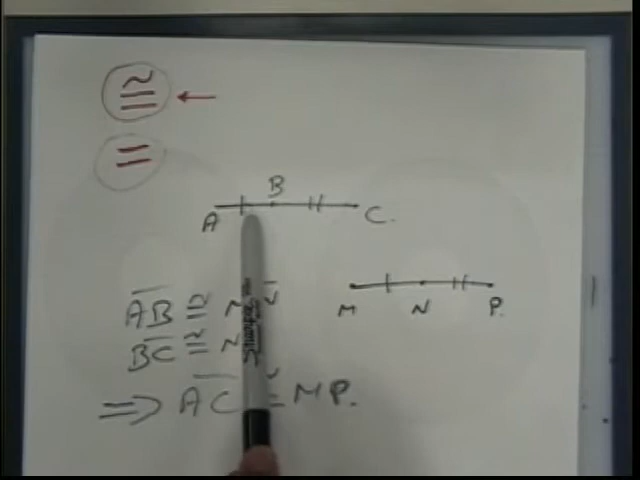 ≅ ←
=
B
A C.
M N P.
AB ≅ N
BC ≅ N
⇒ AC ≅ MP.